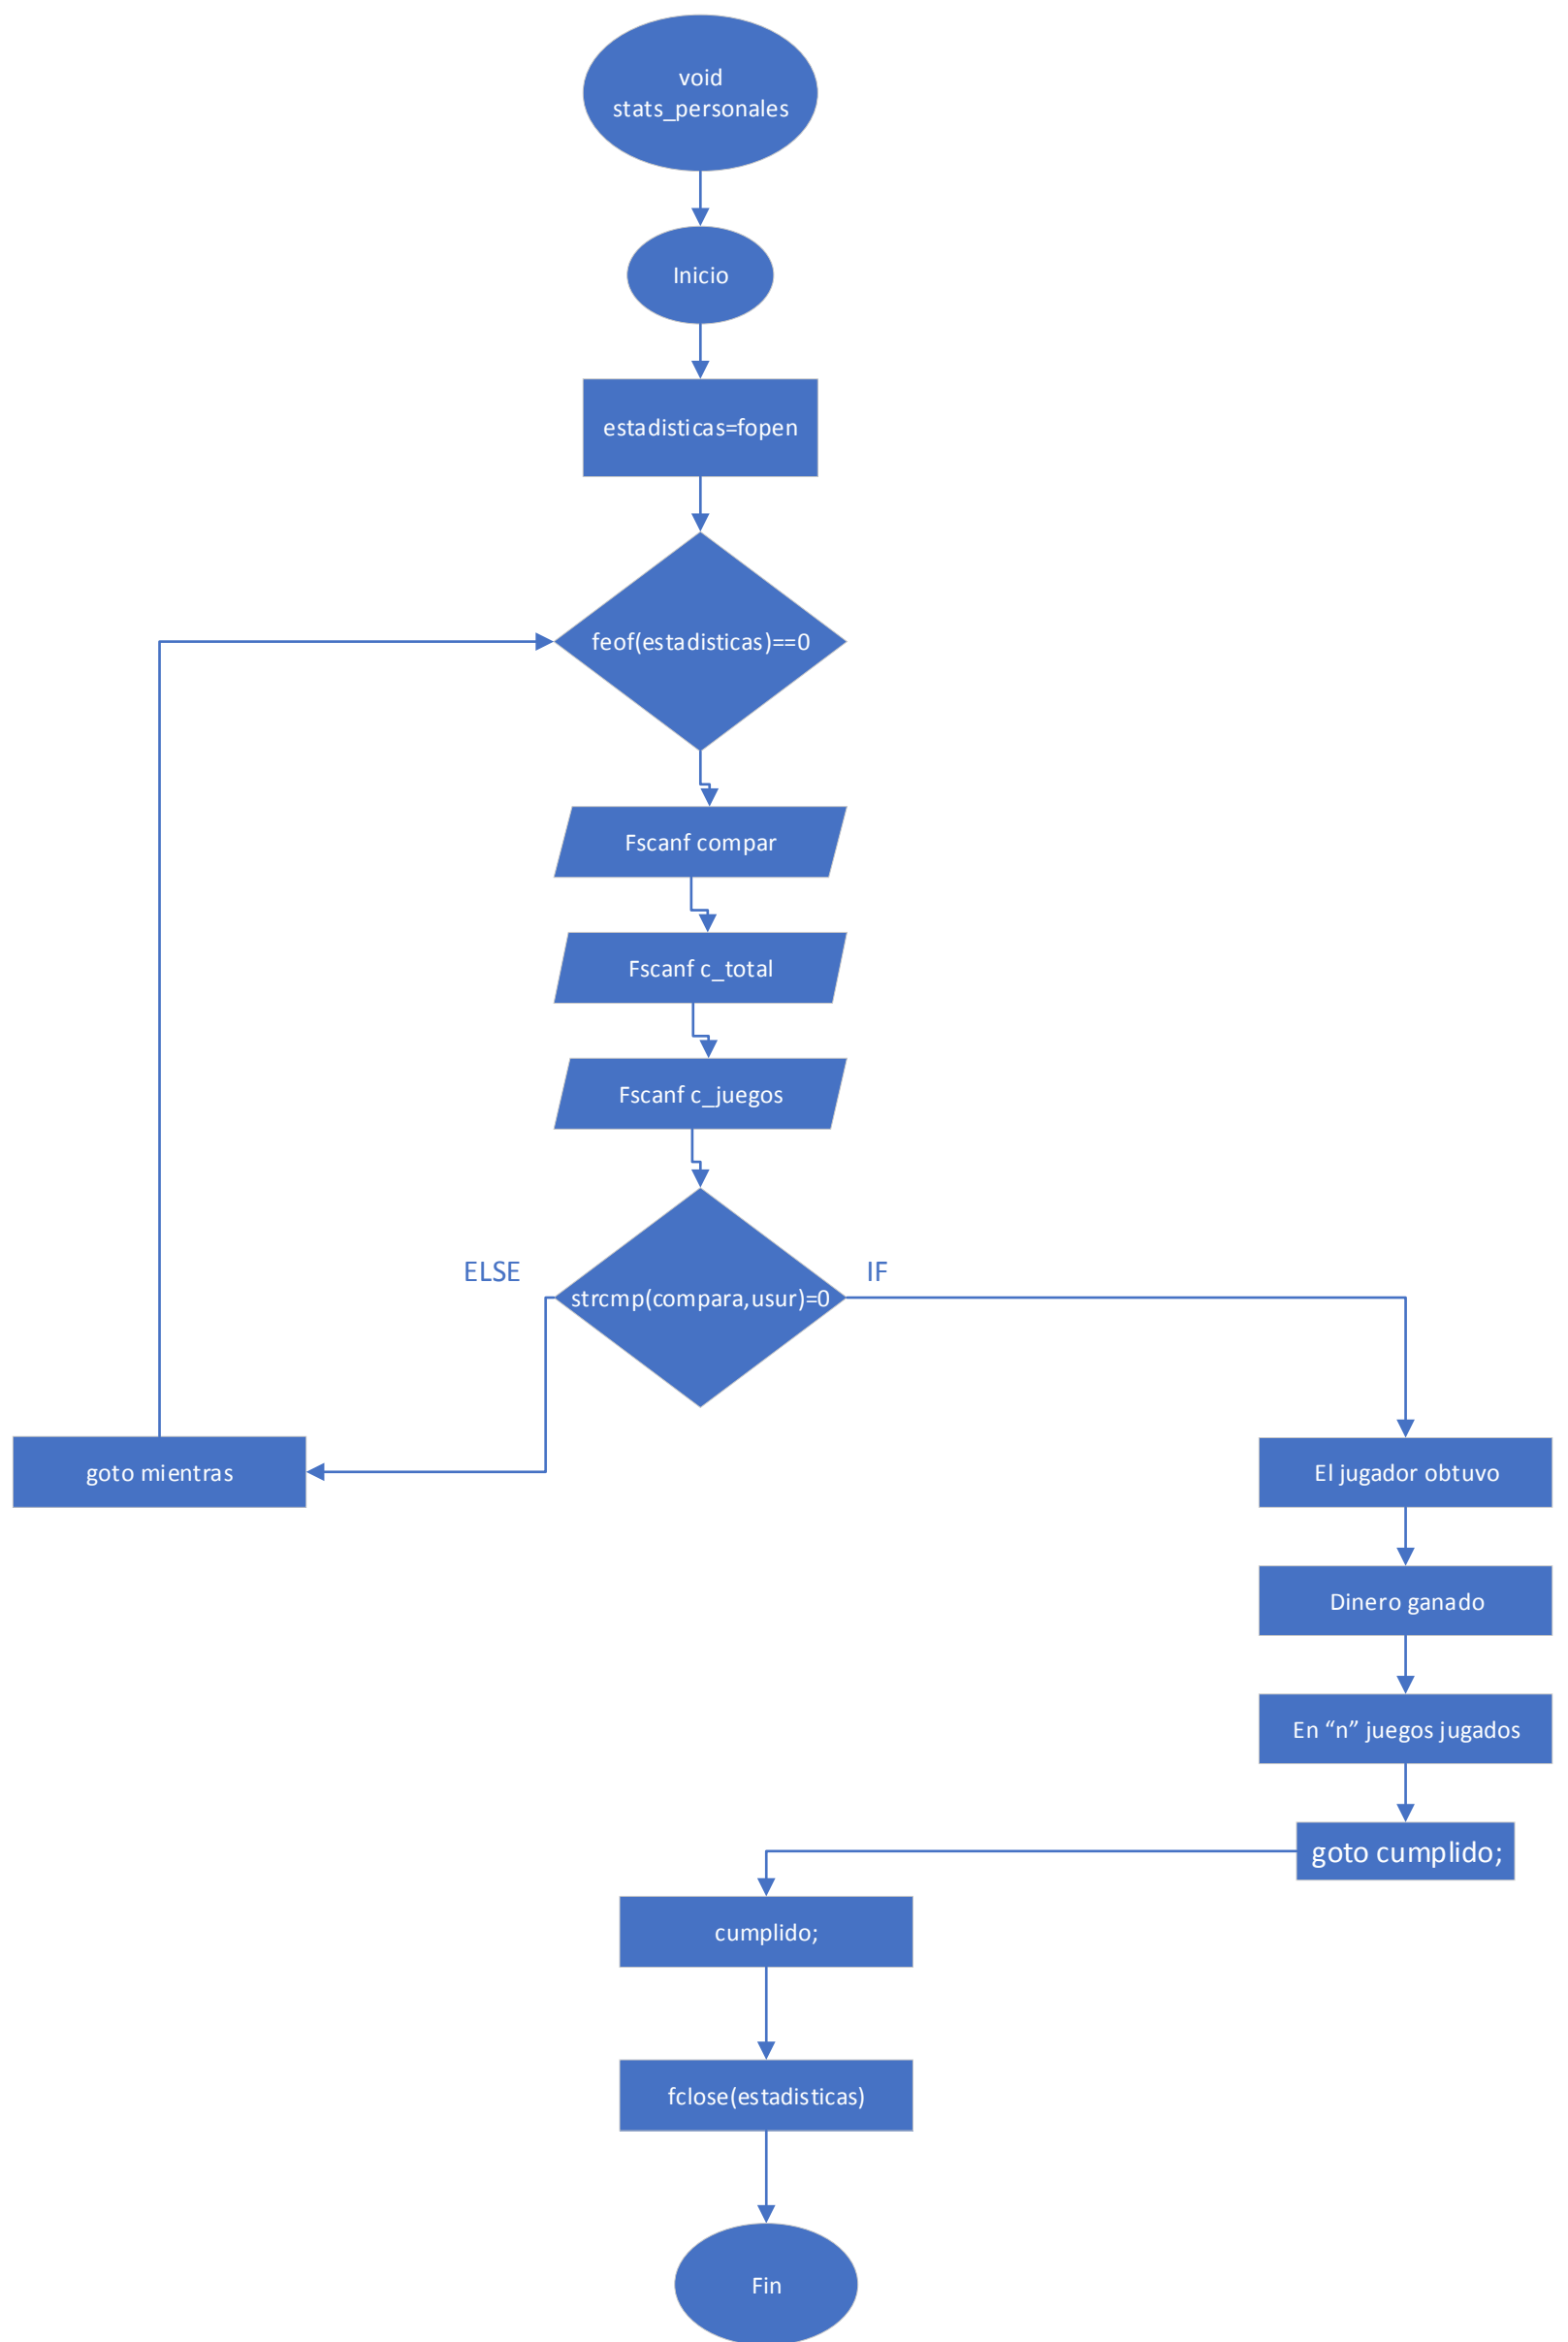 void
stats_personales
Inicio
estadisticas=fopen
feof(estadisticas)==0
Fscanf compar
Fscanf c_total
Fscanf c_juegos
ELSE
IF
strcmp(compara,usur)=0
goto mientras
El jugador obtuvo
Dinero ganado
En “n” juegos jugados
goto cumplido;
cumplido;
fclose(estadisticas)
Fin